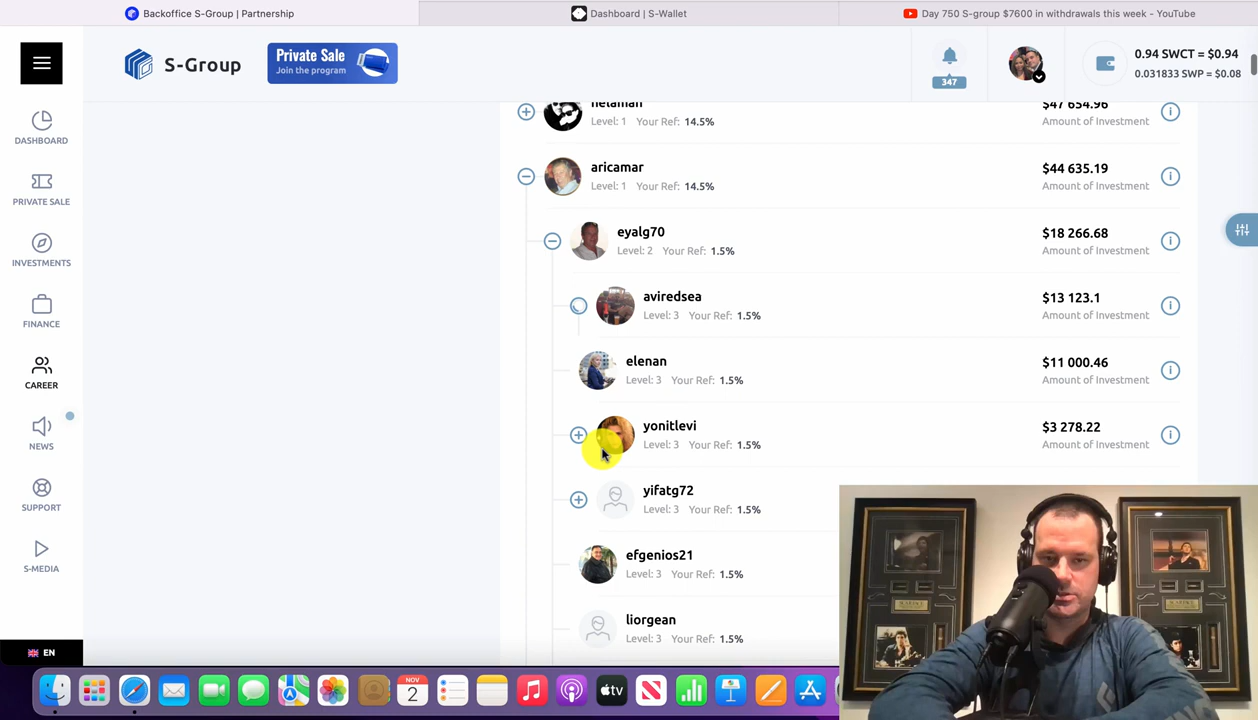 Backoffice S-Group | Partnership
Dashboard | S-Wallet
Day 750 S-group $7600 in withdrawals this week - YouTube
S-Group
Private Sale
Join the program
347
0.94 SWCT = $0.94
0.031833 SWP = $0.08
DASHBOARD
PRIVATE SALE
INVESTMENTS
FINANCE
CAREER
NEWS
SUPPORT
S-MEDIA
EN
helaman
$47 654.96
Level: 1 Your Ref: 14.5%
Amount of Investment
aricamar
$44 635.19
Level: 1 Your Ref: 14.5%
Amount of Investment
eyalg70
$18 266.68
Level: 2 Your Ref: 1.5%
Amount of Investment
aviredsea
$13 123.1
Level: 3 Your Ref: 1.5%
Amount of Investment
elenan
$11 000.46
Level: 3 Your Ref: 1.5%
Amount of Investment
yonitlevi
$3 278.22
Level: 3 Your Ref: 1.5%
Amount of Investment
yifatg72
Level: 3 Your Ref: 1.5%
efgenios21
Level: 3 Your Ref: 1.5%
liorgean
Level: 3 Your Ref: 1.5%
NOV
2
tv